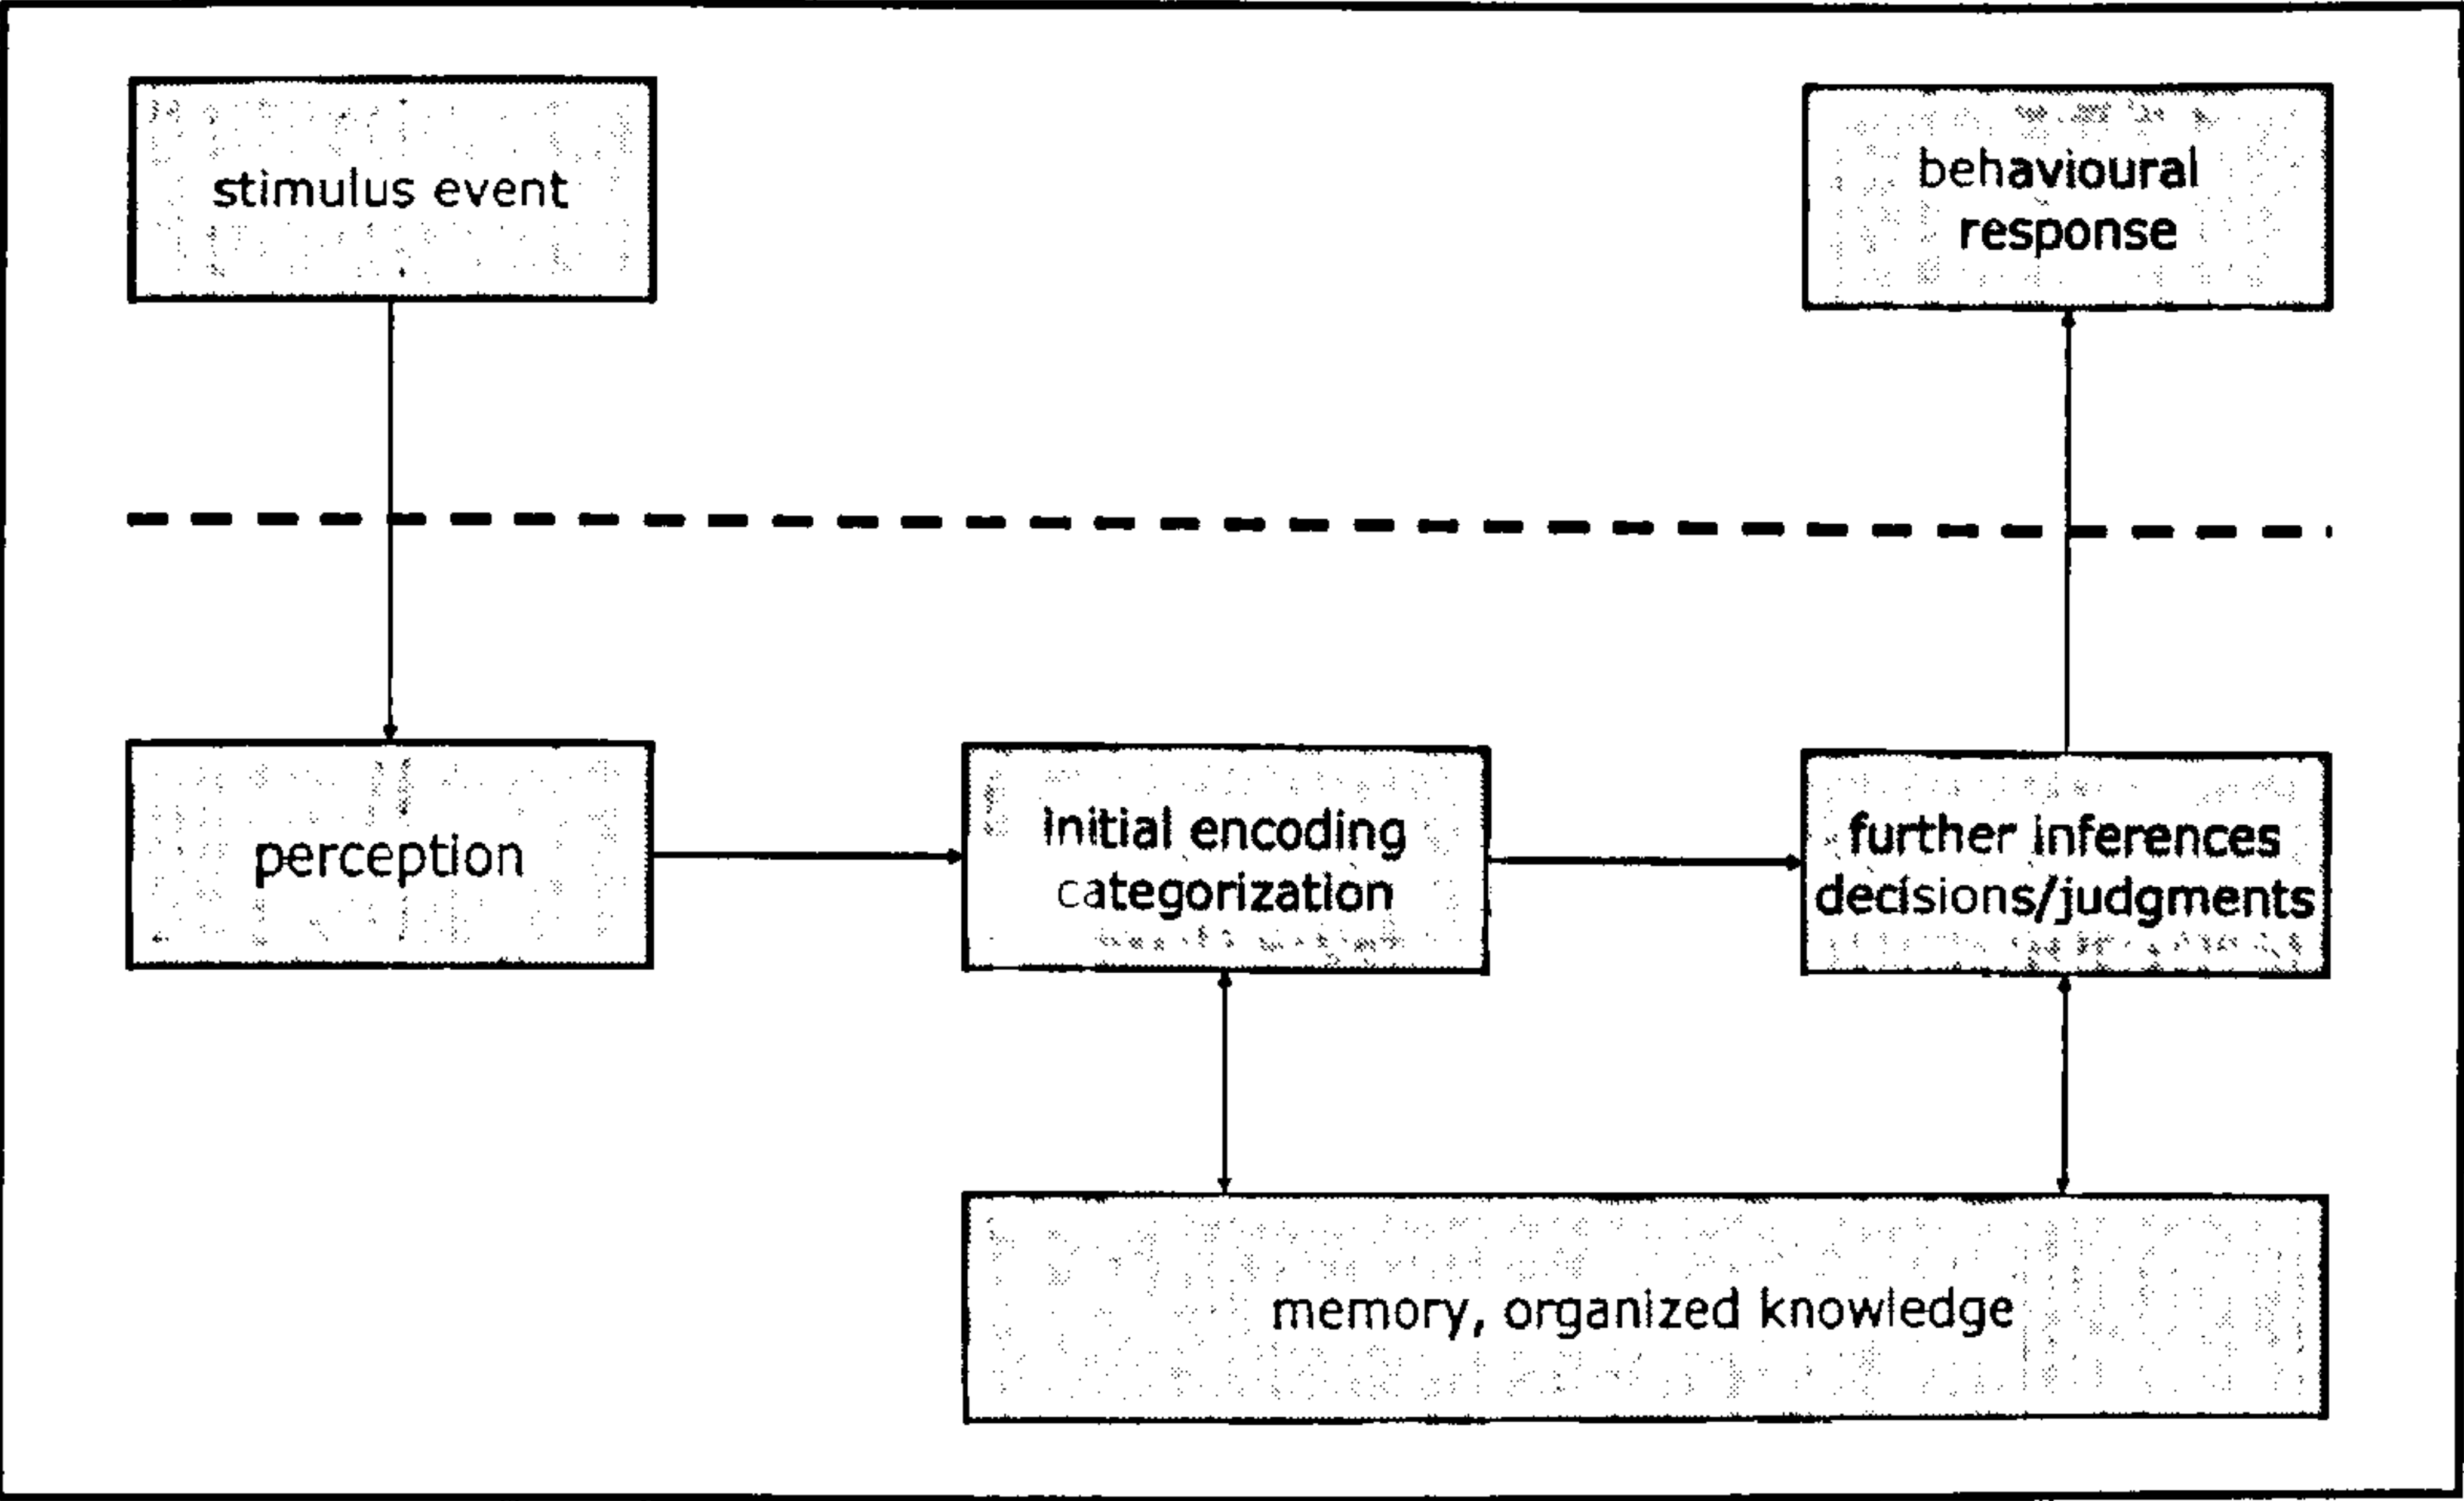 stimulus event
behavioural
response
perception
initial encoding
categorization
further inferences
decisions/judgments
memory, organized knowledge